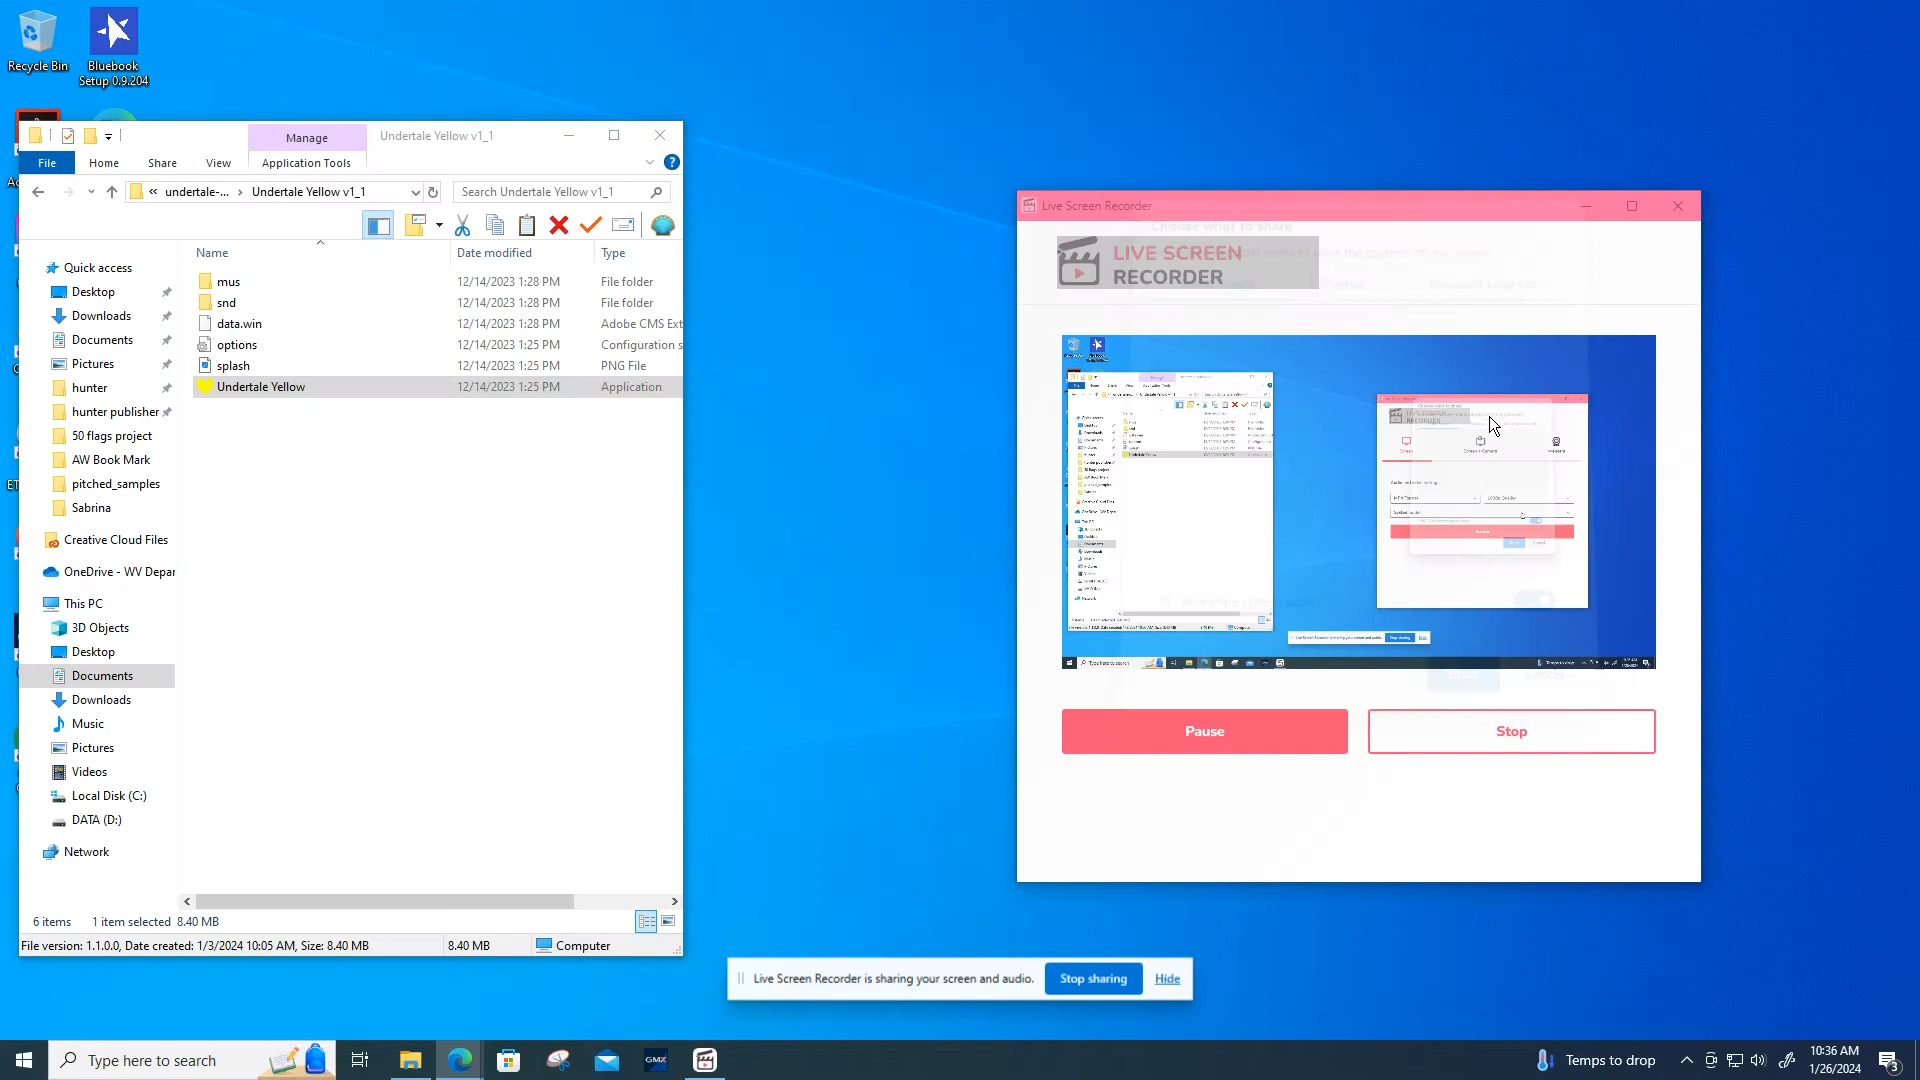 Recycle Bin
Bluebook
Setup 0.9.204
Manage
Undertale Yellow v1_1
File
Home
Share
View
Application Tools
« undertale-... › Undertale Yellow v1_1
Search Undertale Yellow v1_1
Name
Date modified
Type
mus 12/14/2023 1:28 PM File folder
snd 12/14/2023 1:28 PM File folder
data.win 12/14/2023 1:28 PM Adobe CMS Ext
options 12/14/2023 1:25 PM Configuration s
splash 12/14/2023 1:25 PM PNG File
Undertale Yellow 12/14/2023 1:25 PM Application
Quick access
Desktop
Downloads
Documents
Pictures
hunter
hunter publisher
50 flags project
AW Book Mark
pitched_samples
Sabrina
Creative Cloud Files
OneDrive - WV Depar
This PC
3D Objects
Desktop
Documents
Downloads
Music
Pictures
Videos
Local Disk (C:)
DATA (D:)
Network
6 items 1 item selected 8.40 MB
File version: 1.1.0.0, Date created: 1/3/2024 10:05 AM, Size: 8.40 MB
8.40 MB
Computer
Live Screen Recorder
Choose what to share
LIVE SCREEN
RECORDER
Pause
Stop
Live Screen Recorder is sharing your screen and audio.
Stop sharing
Hide
Type here to search
GMX
Temps to drop
10:36 AM
1/26/2024
3